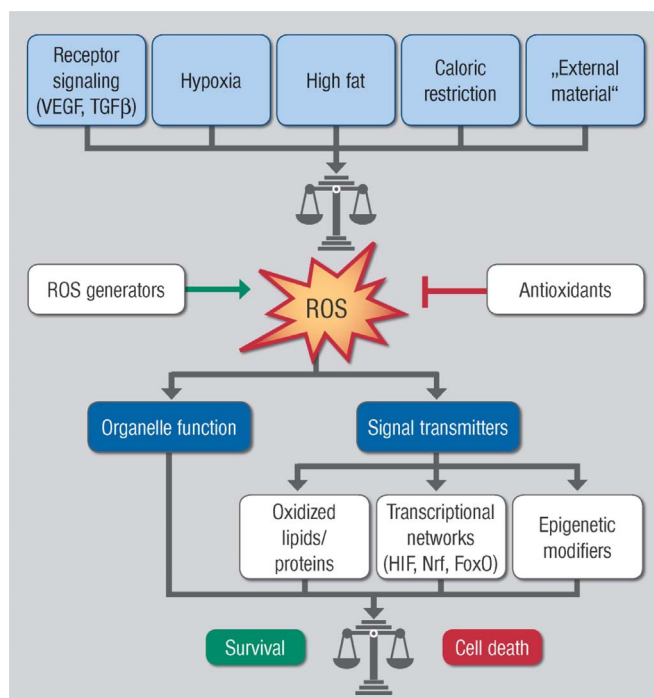 Receptor
signaling
(VEGF, TGFβ)
Hypoxia
High fat
Caloric
restriction
„External
material“
ROS generators
ROS
Antioxidants
Organelle function
Signal transmitters
Oxidized
lipids/
proteins
Transcriptional
networks
(HIF, Nrf, FoxO)
Epigenetic
modifiers
Survival
Cell death